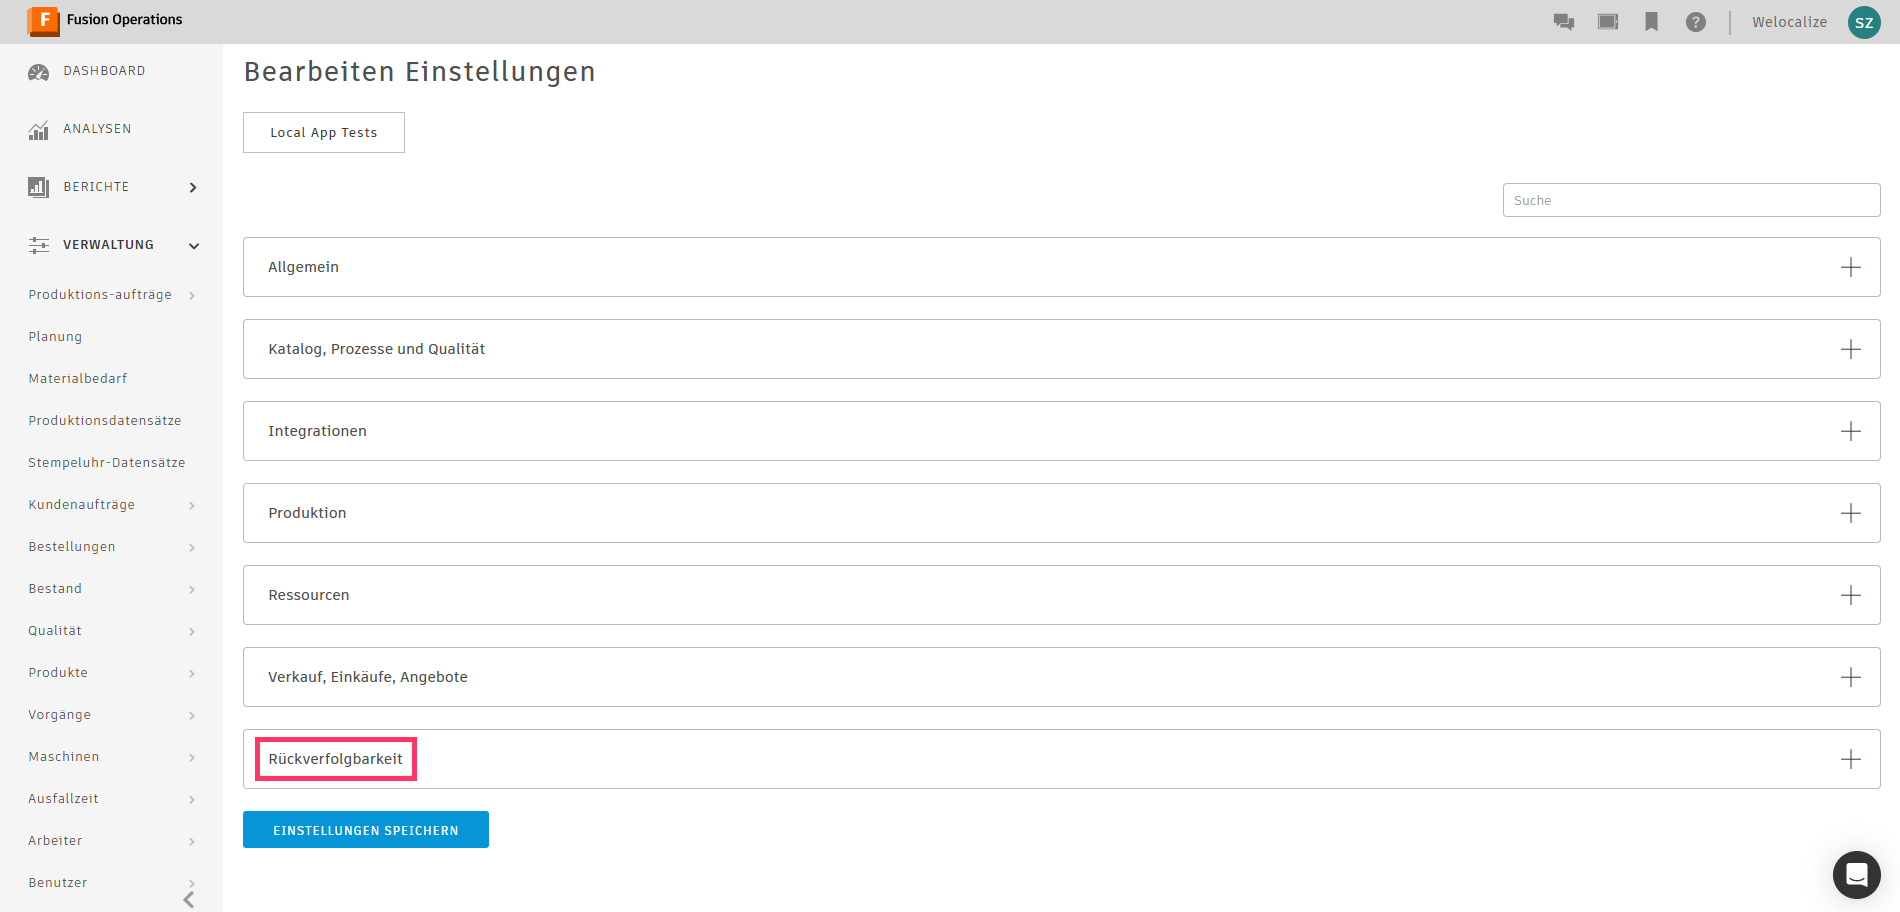 F Fusion Operations
? Welocalize SZ
DASHBOARD
ANALYSEN
BERICHTE
VERWALTUNG
Produktions-aufträge
Planung
Materialbedarf
Produktionsdatensätze
Stempeluhr-Datensätze
Kundenaufträge
Bestellungen
Bestand
Qualität
Produkte
Vorgänge
Maschinen
Ausfallzeit
Arbeiter
Benutzer
Bearbeiten Einstellungen
Local App Tests
Suche
Allgemein
Katalog, Prozesse und Qualität
Integrationen
Produktion
Ressourcen
Verkauf, Einkäufe, Angebote
Rückverfolgbarkeit
EINSTELLUNGEN SPEICHERN